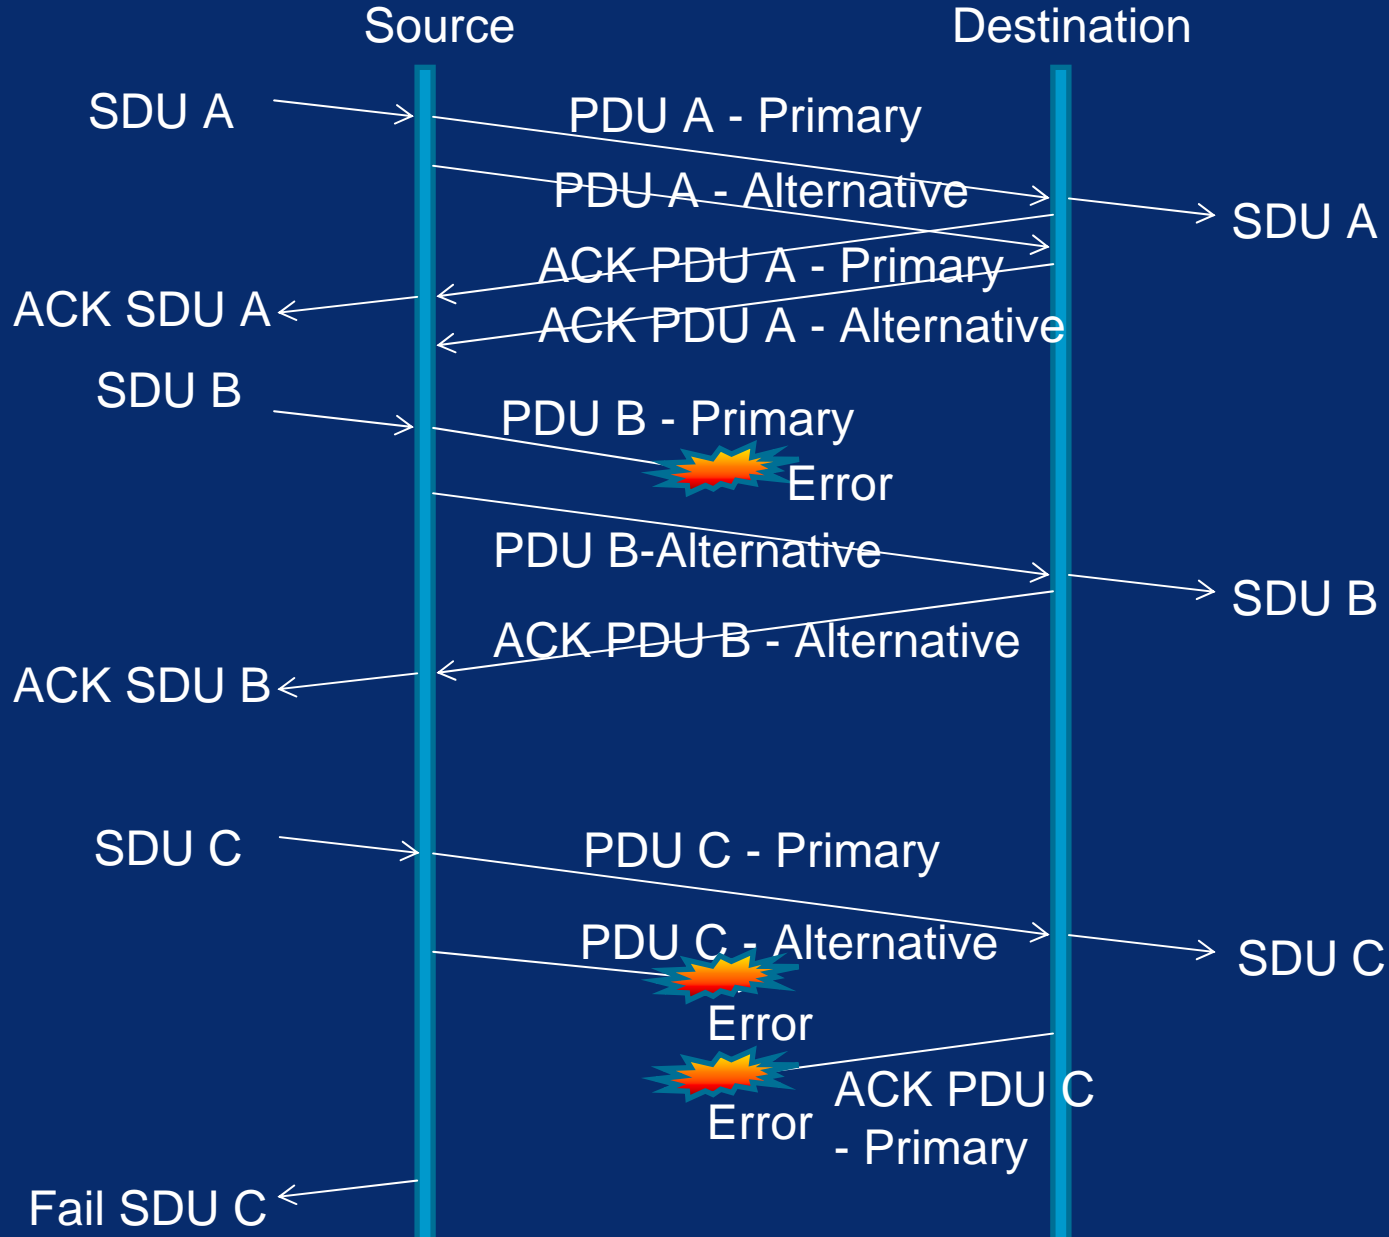 Source
Destination
SDU A
PDU A - Primary
PDU A - Alternative
SDU A
ACK PDU A - Primary
ACK SDU A
ACK PDU A - Alternative
SDU B
PDU B - Primary
Error
PDU B-Alternative
SDU B
ACK PDU B - Alternative
ACK SDU B
SDU C
PDU C - Primary
PDU C - Alternative
SDU C
Error
ACK PDU C
- Primary
Error
Fail SDU C